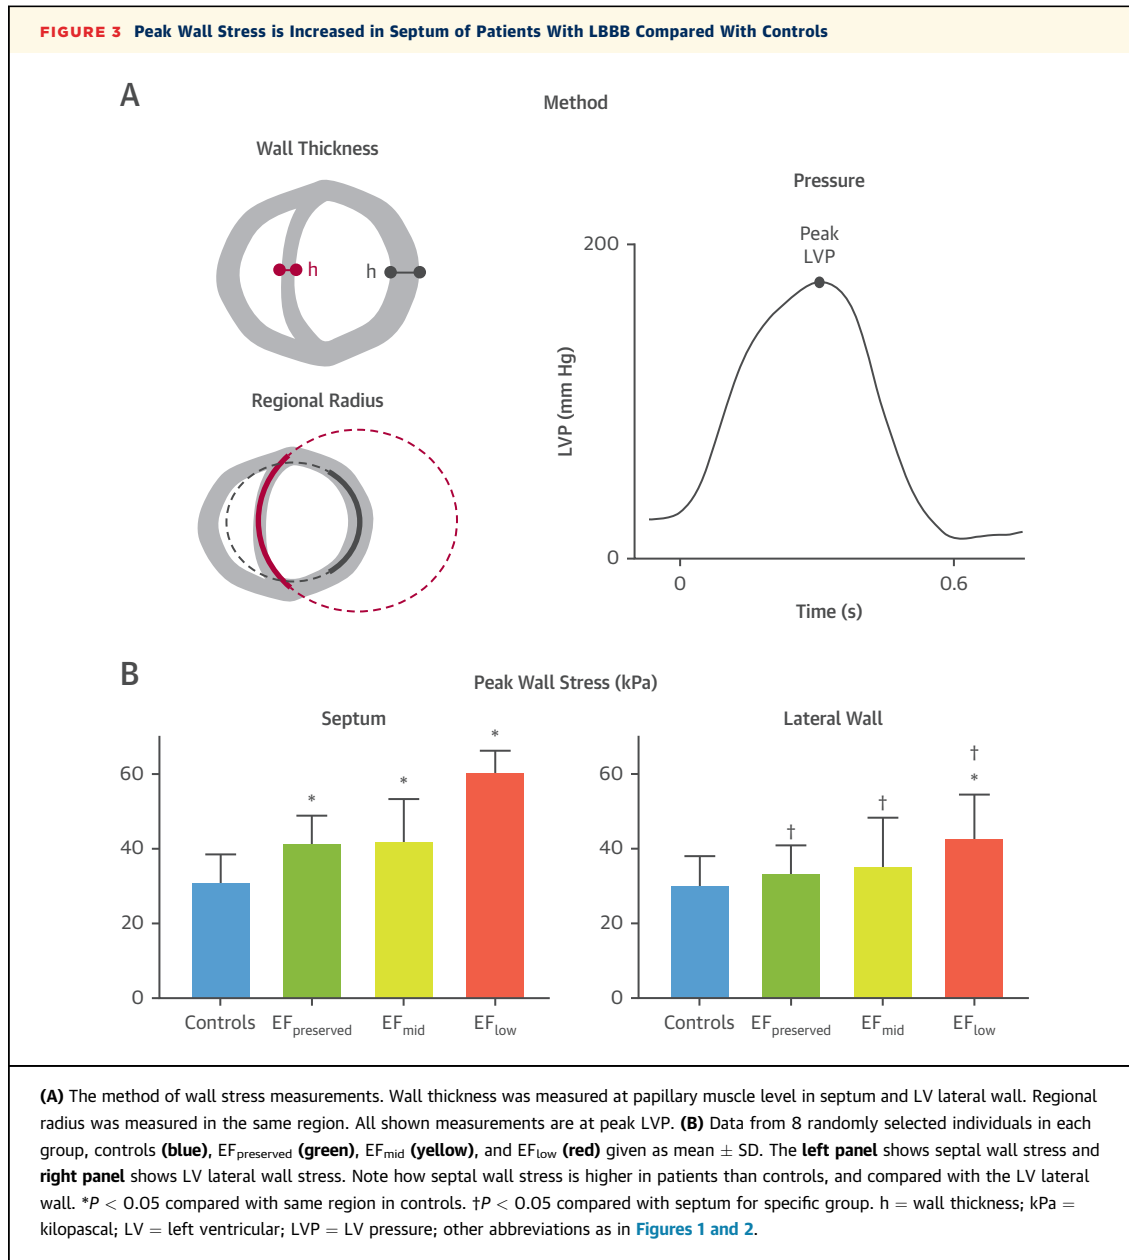 FIGURE 3 Peak Wall Stress is Increased in Septum of Patients With LBBB Compared With Controls
A
Method
Wall Thickness
h
h
Regional Radius
Pressure
Peak
LVP
200
0
LVP (mm Hg)
0
0.6
Time (s)
B
Peak Wall Stress (kPa)
Septum
60
40
20
0
*
*
*
Controls
EFpreserved
EFmid
EFlow
Lateral Wall
60
40
20
0
†
†
†
*
Controls
EFpreserved
EFmid
EFlow
(A) The method of wall stress measurements. Wall thickness was measured at papillary muscle level in septum and LV lateral wall. Regional
radius was measured in the same region. All shown measurements are at peak LVP. (B) Data from 8 randomly selected individuals in each
group, controls (blue), EFpreserved (green), EFmid (yellow), and EFlow (red) given as mean ± SD. The left panel shows septal wall stress and
right panel shows LV lateral wall stress. Note how septal wall stress is higher in patients than controls, and compared with the LV lateral
wall. *P < 0.05 compared with same region in controls. †P < 0.05 compared with septum for specific group. h = wall thickness; kPa =
kilopascal; LV = left ventricular; LVP = LV pressure; other abbreviations as in Figures 1 and 2.